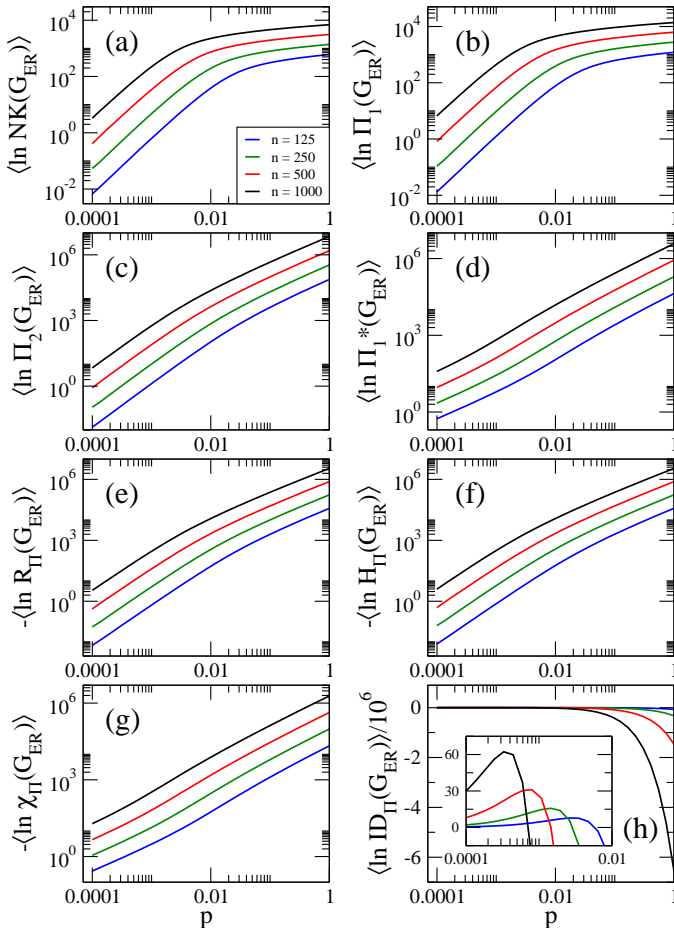 ⟨ln NK(G_ER)⟩
10^4
10^2
10^0
10^-2
(a)
n = 125
n = 250
n = 500
n = 1000
0.0001
0.01
1
⟨ln Π_1(G_ER)⟩
10^4
10^2
10^0
10^-2
(b)
0.0001
0.01
1
⟨ln Π_2(G_ER)⟩
10^6
10^3
10^0
(c)
0.0001
0.01
1
⟨ln Π_1*(G_ER)⟩
10^6
10^3
10^0
(d)
0.0001
0.01
1
-⟨ln R_Π(G_ER)⟩
10^6
10^3
10^0
(e)
0.0001
0.01
1
-⟨ln H_Π(G_ER)⟩
10^6
10^3
10^0
(f)
0.0001
0.01
1
-⟨ln χ_Π(G_ER)⟩
10^6
10^3
10^0
(g)
0.0001
0.01
1
p
⟨ln ID_Π(G_ER)⟩/10^6
0
-2
-4
-6
60
30
0
0.0001
0.01
(h)
0.0001
0.01
1
p